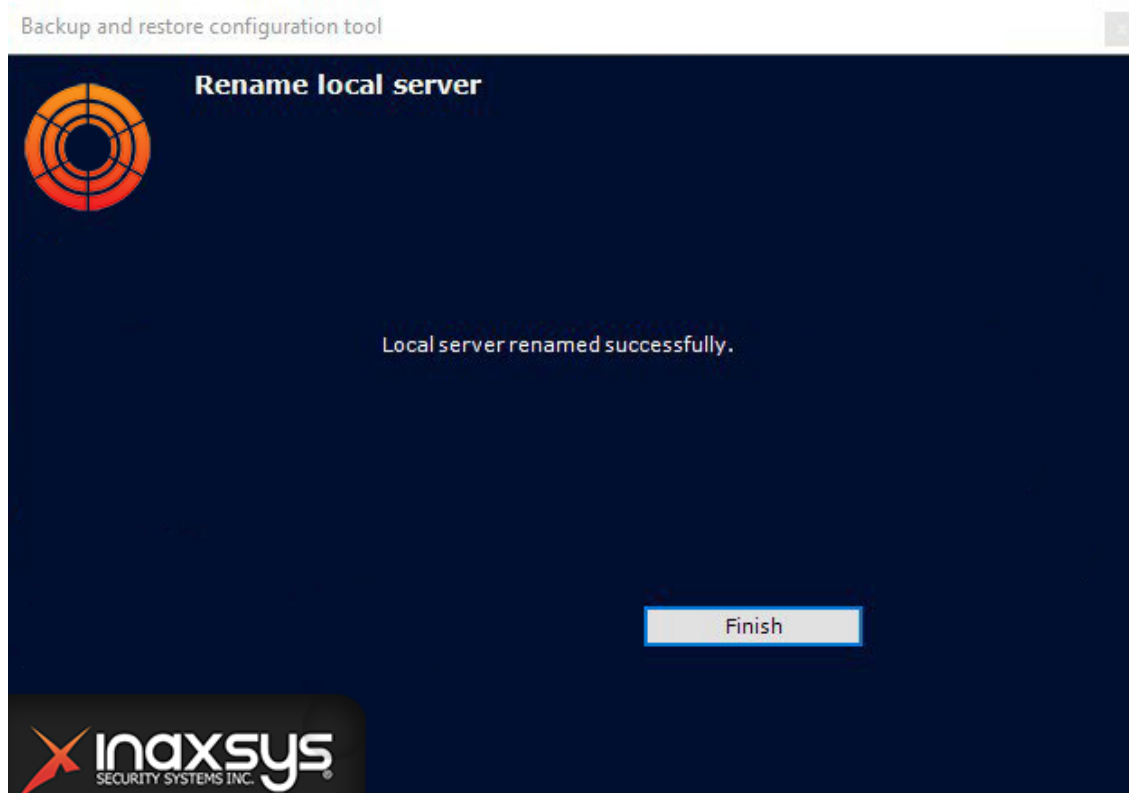 Backup and restore configuration tool
Rename local server
Local server renamed successfully.
Finish
inaxsys
SECURITY SYSTEMS INC.